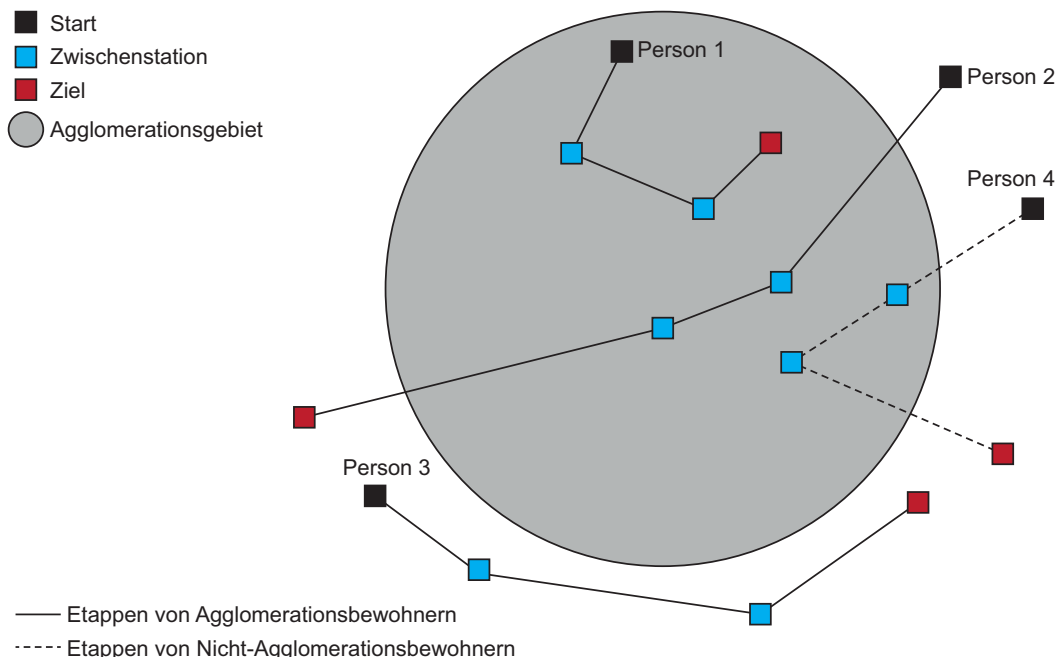 Start
Zwischenstation
Ziel
Agglomerationsgebiet
Person 1
Person 2
Person 4
Person 3
Etappen von Agglomerationsbewohnern
Etappen von Nicht-Agglomerationsbewohnern